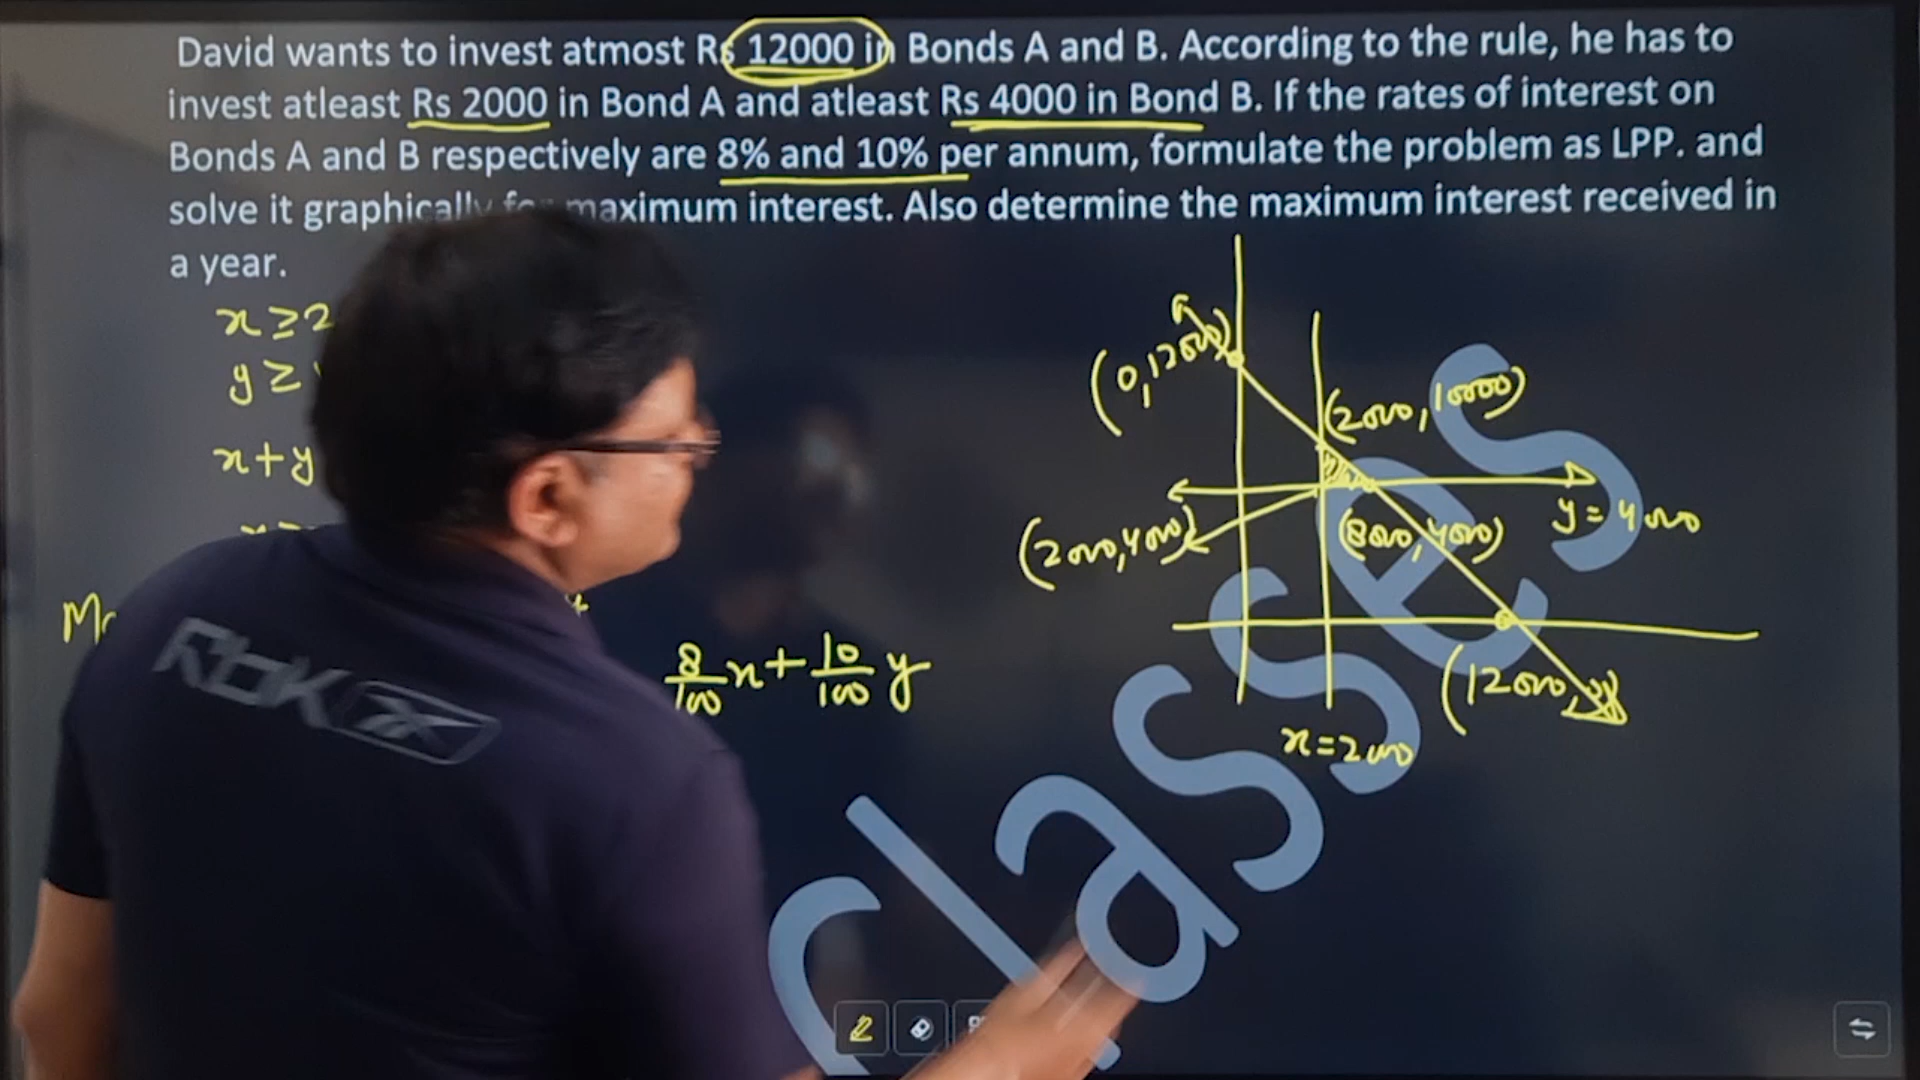 David wants to invest atmost Rs 12000 in Bonds A and B. According to the rule, he has to
invest atleast Rs 2000 in Bond A and atleast Rs 4000 in Bond B. If the rates of interest on
Bonds A and B respectively are 8% and 10% per annum, formulate the problem as LPP. and
solve it graphically maximum interest. Also determine the maximum interest received in
a year.
x ≥ 2
y ≥
x + y
8/100 x + 10/100 y
(0, 12000)
(2000, 10000)
(2000, 4000)
(8000, 4000)
y = 4000
(12000,
x = 2000
Rbk
classes